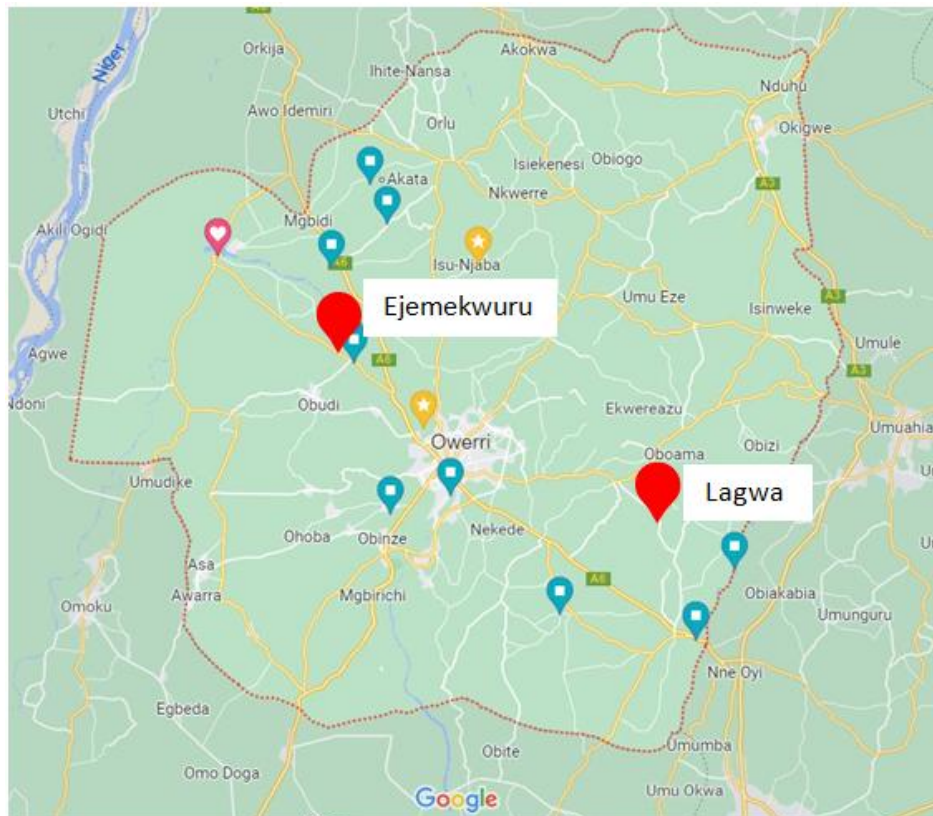 Orkija
A6
Akokwa
Niger
Ihite-Nansa
Nduhu
Utchi
Awo Idemiri
Orlu
Okigwe
Isiekenesi
Obiogo
Akata
Nkwerre
A3
Mgbidi
Akili Ogidi
A6
Isu-Njaba
Umu Eze
A3
Isinweke
Ejemekwuru
Agwe
A6
Umule
A3
Ndoni
Obudi
Ekwereazu
Umuahia
Owerri
Obizi
Oboama
Umudike
Lagwa
Nekede
Ohoba
Obinze
Asa
A6
Awarra
Mgbirichi
Obiakabia
Omoku
Umunguru
Nne Oyi
Egbeda
Obite
Umumba
Omo Doga
Umu Okwa
Google